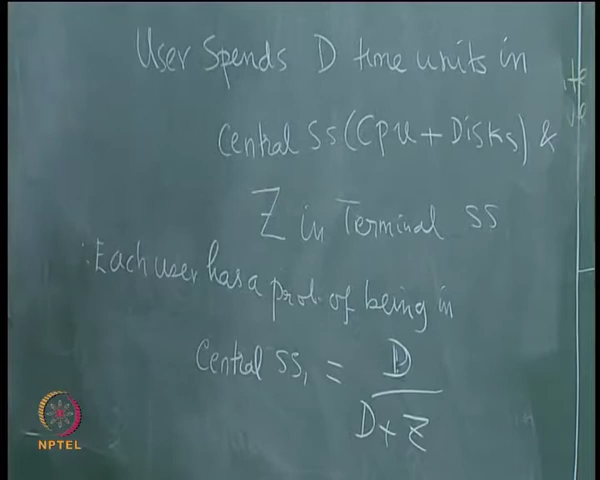 User Spends D time units in
Central SS (CPU + Disks) &
Z in Terminal SS
∴ Each user has a prob. of being in
Central SS, = D
D + Z
NPTEL